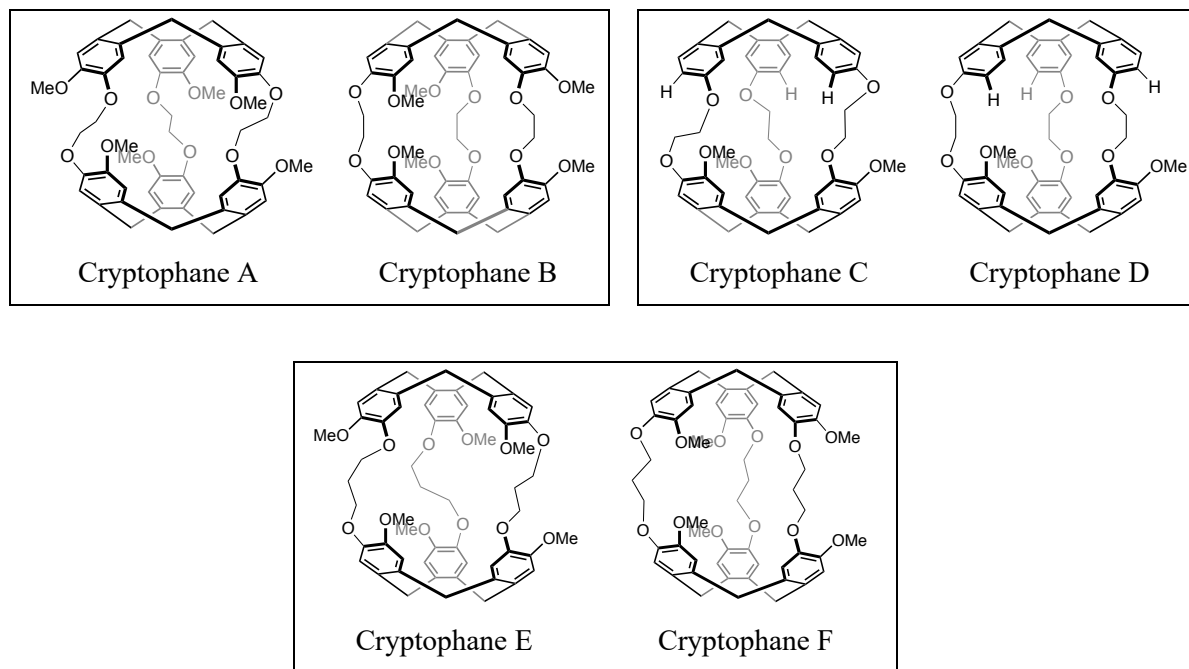 MeO O O OMe OMe O
O OMe MeO O O OMe
Cryptophane A
O OMe MeO O O OMe
O OMe MeO O O OMe
Cryptophane B
H O O H H O
O OMe MeO O O OMe
Cryptophane C
O H H O O H
O OMe MeO O O OMe
Cryptophane D
MeO O O OMe OMe O
O OMe MeO O O OMe
Cryptophane E
O OMe MeO O O OMe
O OMe MeO O O OMe
Cryptophane F